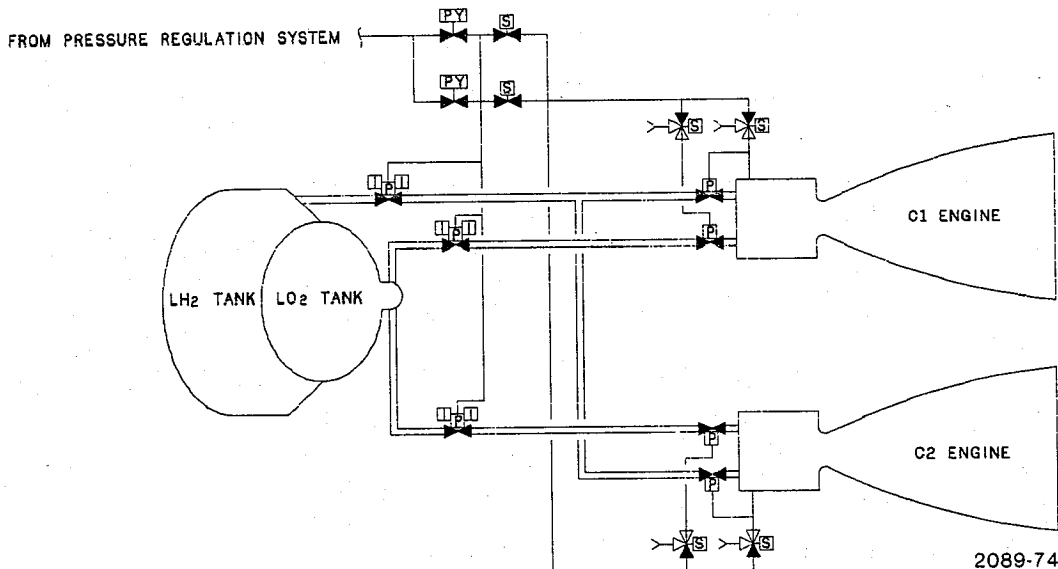 PY
S
FROM PRESSURE REGULATION SYSTEM
PY
S
S
S
I P I
P
C1 ENGINE
I P I
P
LH2 TANK
LO2 TANK
I P I
P
C2 ENGINE
P
S
S
2089-74